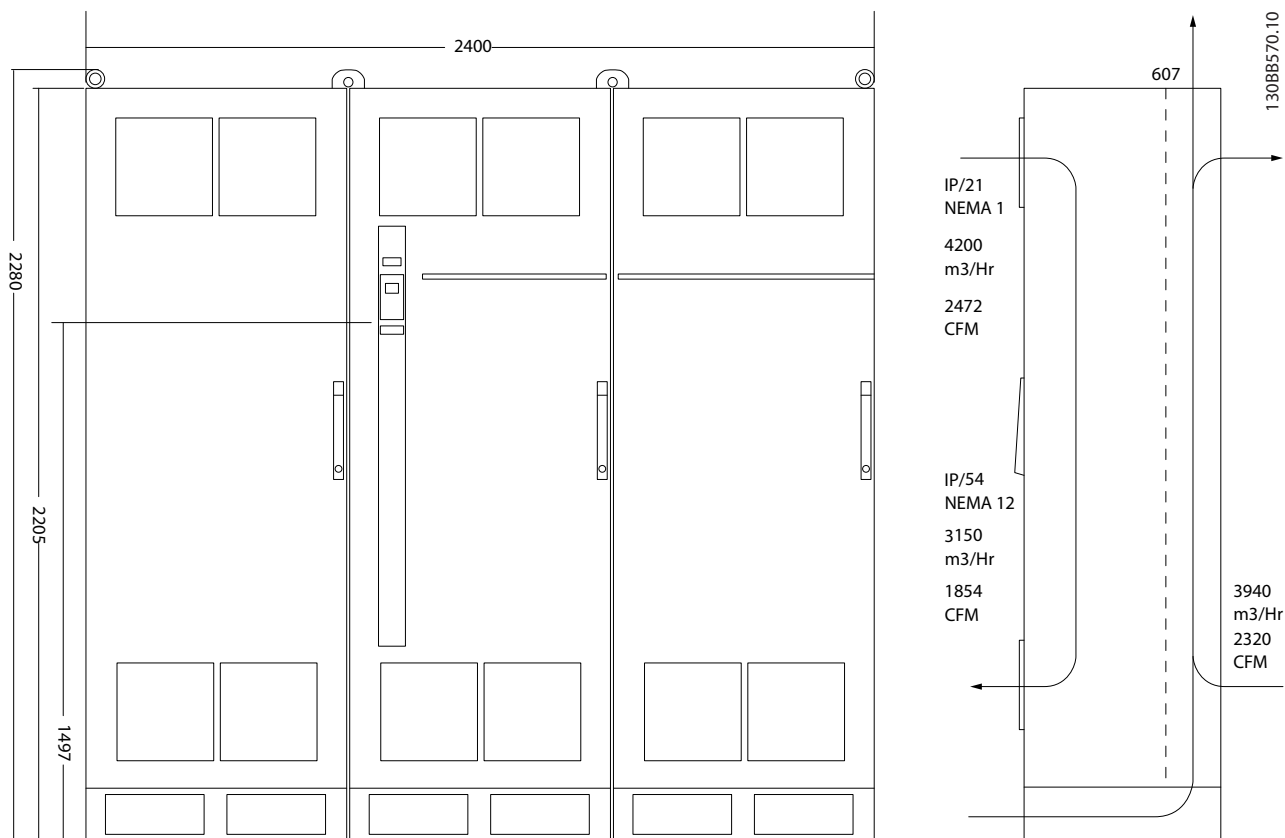 2400
2280
2205
1497
607
130BB570.10
IP/21
NEMA 1
4200
m3/Hr
2472
CFM
IP/54
NEMA 12
3150
m3/Hr
1854
CFM
3940
m3/Hr
2320
CFM